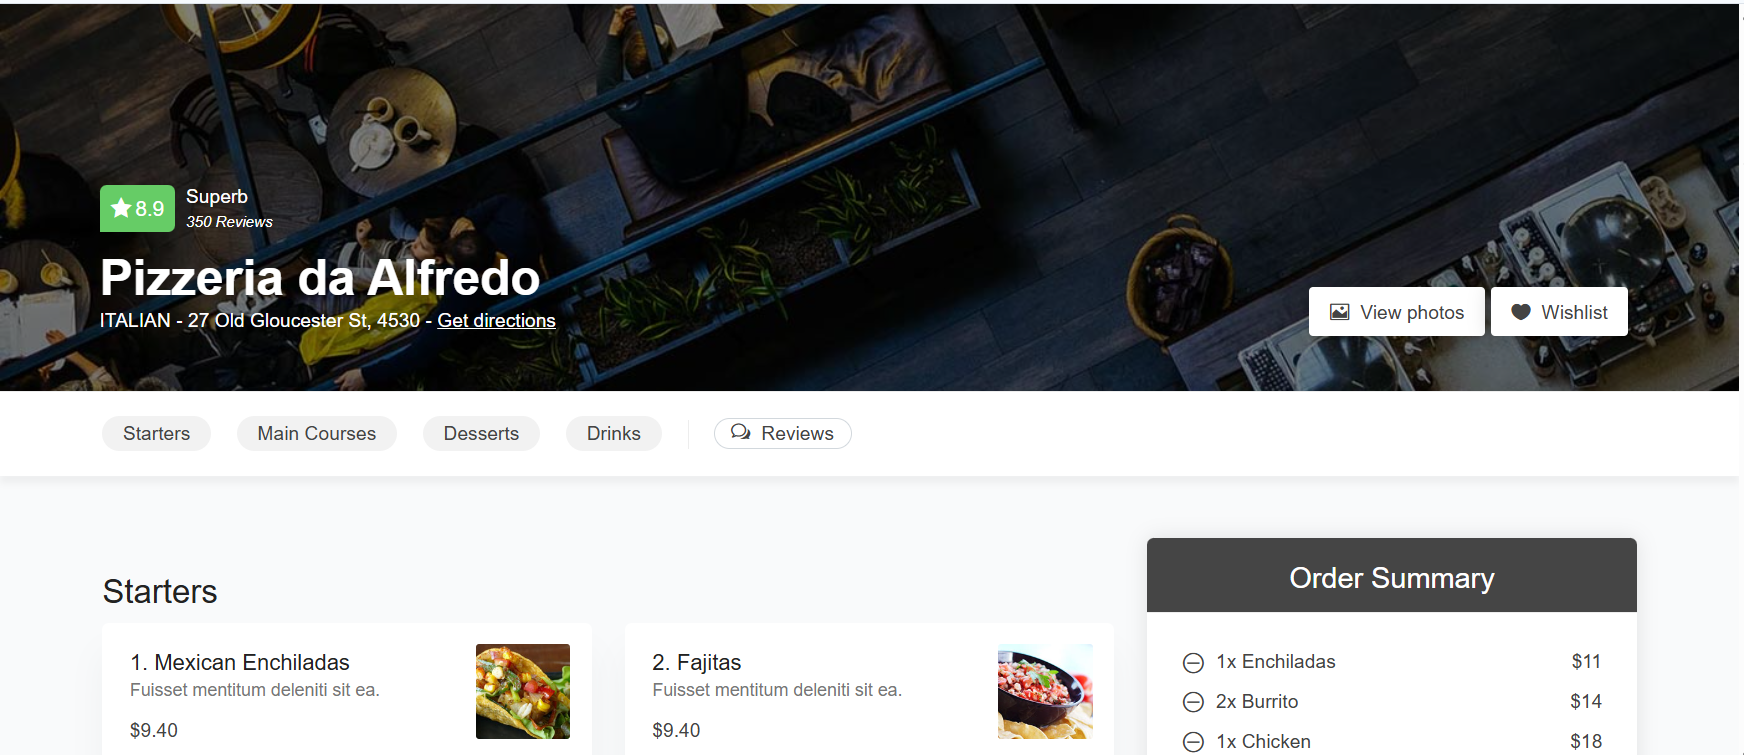 8.9
Superb
350 Reviews
Pizzeria da Alfredo
ITALIAN - 27 Old Gloucester St, 4530 - Get directions
View photos
Wishlist
Starters
Main Courses
Desserts
Drinks
Reviews
Starters
1. Mexican Enchiladas
Fuisset mentitum deleniti sit ea.
$9.40
2. Fajitas
Fuisset mentitum deleniti sit ea.
$9.40
Order Summary
1x Enchiladas $11
2x Burrito $14
1x Chicken $18